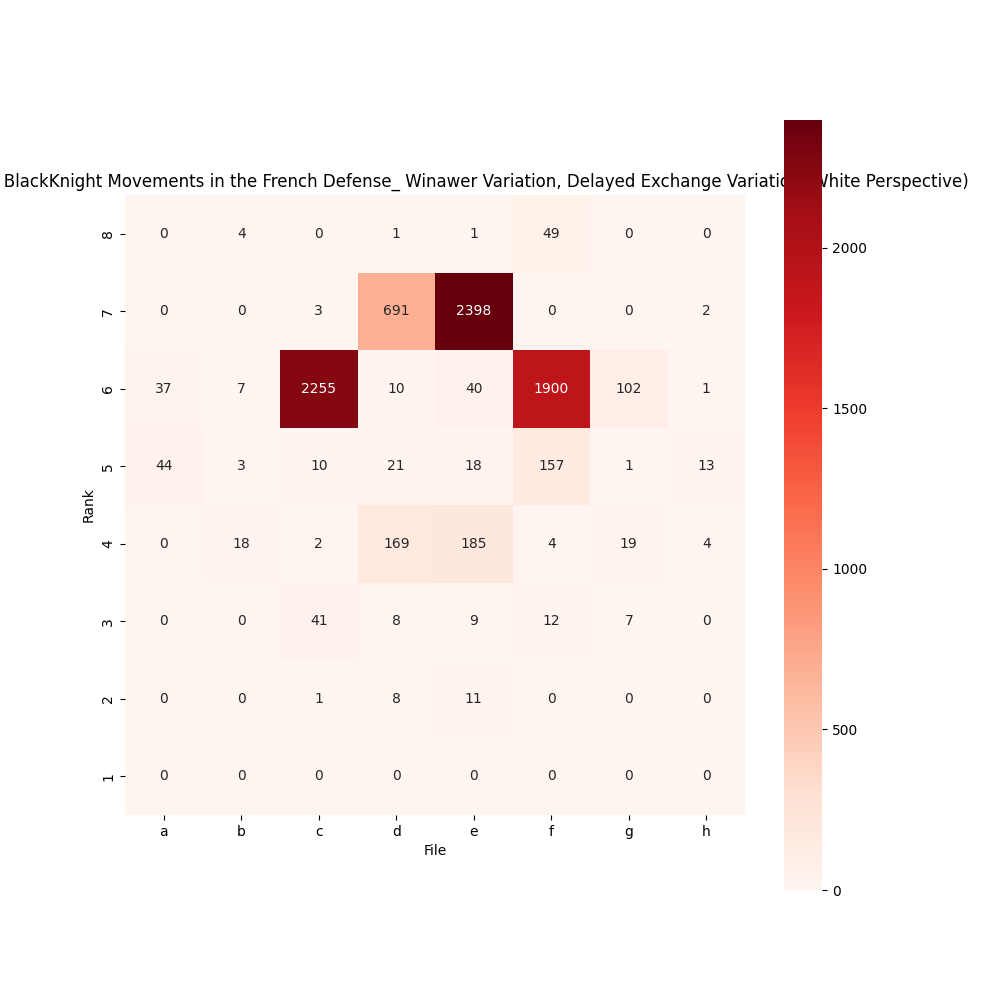 BlackKnight Movements in the French Defense_ Winawer Variation, Delayed Exchange Variatio White Perspective)
8 0 4 0 1 1 49 0 0
7 0 0 3 691 2398 0 0 2
6 37 7 2255 10 40 1900 102 1
5 44 3 10 21 18 157 1 13
4 0 18 2 169 185 4 19 4
3 0 0 41 8 9 12 7 0
2 0 0 1 8 11 0 0 0
1 0 0 0 0 0 0 0 0
a b c d e f g h
File
Rank
2000
1500
1000
500
0